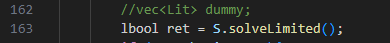 162 //vec<Lit> dummy;
163 lbool ret = S.solveLimited();